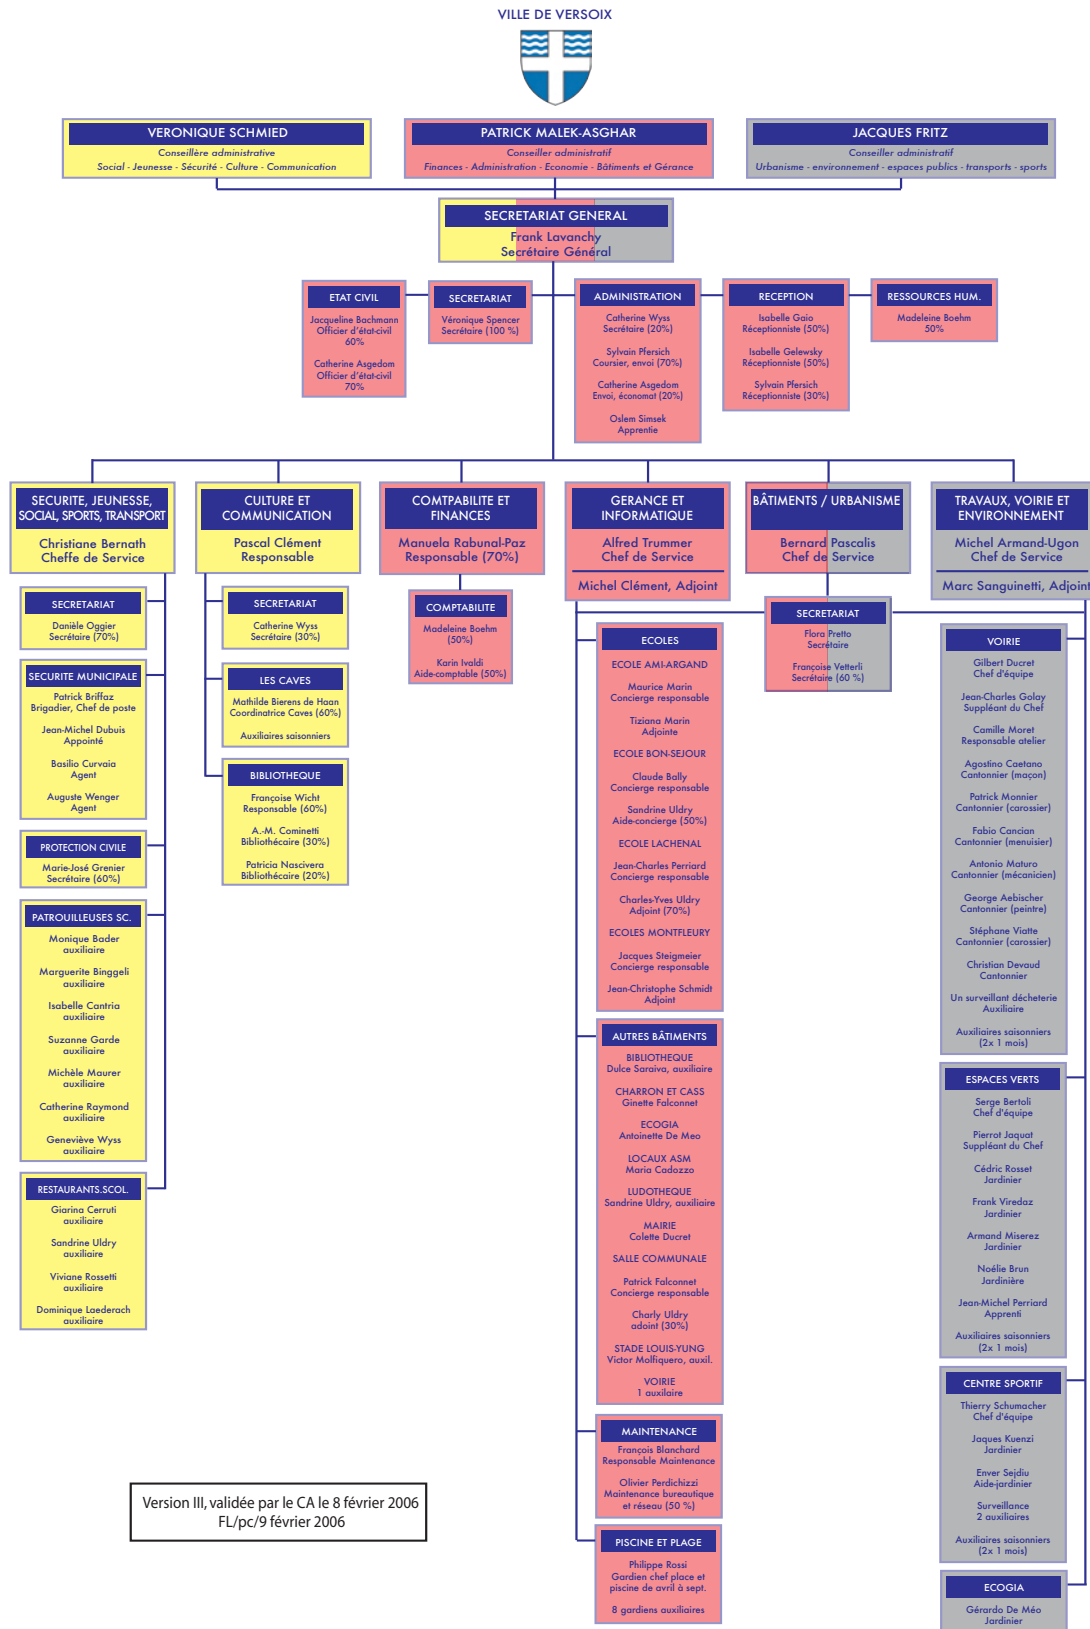 VILLE DE VERSOIX
VERONIQUE SCHMIED
Conseillère administrative
Social - Jeunesse - Sécurité - Culture - Communication
PATRICK MALEK-ASGHAR
Conseiller administratif
Finances - Administration - Economie - Bâtiments et Gérance
JACQUES FRITZ
Conseiller administratif
Urbanisme - environnement - espaces publics - transports - sports
SECRETARIAT GENERAL
Frank Lavanchy
Secrétaire Général
ETAT CIVIL
Jacqueline Bachmann
Officier d'état-civil
60%
Catherine Asgedom
Officier d'état-civil
70%
SECRETARIAT
Véronique Spencer
Secrétaire (100 %)
ADMINISTRATION
Catherine Wyss
Secrétaire (20%)
Sylvain Pfersich
Coursier, envoi (70%)
Catherine Asgedom
Envoi, économat (20%)
Oslem Simsek
Apprentie
RECEPTION
Isabelle Gaio
Réceptionniste (50%)
Isabelle Gelewsky
Réceptionniste (50%)
Sylvain Pfersich
Réceptionniste (30%)
RESSOURCES HUM.
Madeleine Boehm
50%
SECURITE, JEUNESSE,
SOCIAL, SPORTS, TRANSPORT
Christiane Bernath
Cheffe de Service
SECRETARIAT
Danièle Oggier
Secrétaire (70%)
SECURITE MUNICIPALE
Patrick Briffaz
Brigadier, Chef de poste
Jean-Michel Dubuis
Appointé
Basilio Curvaia
Agent
Auguste Wenger
Agent
PROTECTION CIVILE
Marie-José Grenier
Secrétaire (60%)
PATROUILLEUSES SC.
Monique Bader
auxiliaire
Marguerite Binggeli
auxiliaire
Isabelle Cantria
auxiliaire
Suzanne Garde
auxiliaire
Michèle Maurer
auxiliaire
Catherine Raymond
auxiliaire
Geneviève Wyss
auxiliaire
RESTAURANTS.SCOL.
Giarina Cerruti
auxiliaire
Sandrine Uldry
auxiliaire
Viviane Rossetti
auxiliaire
Dominique Laederach
auxiliaire
CULTURE ET
COMMUNICATION
Pascal Clément
Responsable
SECRETARIAT
Catherine Wyss
Secrétaire (30%)
LES CAVES
Mathilde Bierens de Haan
Coordinatrice Caves (60%)
Auxiliaires saisonniers
BIBLIOTHEQUE
Françoise Wicht
Responsable (60%)
A.-M. Cominetti
Bibliothécaire (30%)
Patricia Nascivera
Bibliothécaire (20%)
COMTPABILITE ET
FINANCES
Manuela Rabunal-Paz
Responsable (70%)
COMPTABILITE
Madeleine Boehm
(50%)
Karin Ivaldi
Aide-comptable (50%)
GERANCE ET
INFORMATIQUE
Alfred Trummer
Chef de Service
Michel Clément, Adjoint
ECOLES
ECOLE AMI-ARGAND
Maurice Marin
Concierge responsable
Tiziana Marin
Adjointe
ECOLE BON-SEJOUR
Claude Bally
Concierge responsable
Sandrine Uldry
Aide-concierge (50%)
ECOLE LACHENAL
Jean-Charles Perriard
Concierge responsable
Charles-Yves Uldry
Adjoint (70%)
ECOLES MONTFLEURY
Jacques Steigmeier
Concierge responsable
Jean-Christophe Schmidt
Adjoint
AUTRES BÂTIMENTS
BIBLIOTHEQUE
Dulce Saraiva, auxiliaire
CHARRON ET CASS
Ginette Falconnet
ECOGIA
Antoinette De Meo
LOCAUX ASM
Maria Cadozzo
LUDOTHEQUE
Sandrine Uldry, auxiliaire
MAIRIE
Colette Ducret
SALLE COMMUNALE
Patrick Falconnet
Concierge responsable
Charly Uldry
adoint (30%)
STADE LOUIS-YUNG
Victor Molfiquero, auxil.
VOIRIE
1 auxilaire
MAINTENANCE
François Blanchard
Responsable Maintenance
Olivier Perdichizzi
Maintenance bureautique
et réseau (50 %)
PISCINE ET PLAGE
Philippe Rossi
Gardien chef place et
piscine de avril à sept.
8 gardiens auxiliaires
BÂTIMENTS / URBANISME
Bernard Pascalis
Chef de Service
SECRETARIAT
Flora Pretto
Secrétaire
Françoise Vetterli
Secrétaire (60 %)
TRAVAUX, VOIRIE ET
ENVIRONNEMENT
Michel Armand-Ugon
Chef de Service
Marc Sanguinetti, Adjoint
VOIRIE
Gilbert Ducret
Chef d'équipe
Jean-Charles Golay
Suppléant du Chef
Camille Moret
Responsable atelier
Agostino Caetano
Cantonnier (maçon)
Patrick Monnier
Cantonnier (carossier)
Fabio Cancian
Cantonnier (menuisier)
Antonio Maturo
Cantonnier (mécanicien)
George Aebischer
Cantonnier (peintre)
Stéphane Viatte
Cantonnier (carossier)
Christian Devaud
Cantonnier
Un surveillant décheterie
Auxiliaire
Auxiliaires saisonniers
(2x 1 mois)
ESPACES VERTS
Serge Bertoli
Chef d'équipe
Pierrot Jaquat
Suppléant du Chef
Cédric Rosset
Jardinier
Frank Viredaz
Jardinier
Armand Miserez
Jardinier
Noélie Brun
Jardinière
Jean-Michel Perriard
Apprenti
Auxiliaires saisonniers
(2x 1 mois)
CENTRE SPORTIF
Thierry Schumacher
Chef d'équipe
Jaques Kuenzi
Jardinier
Enver Sejdiu
Aide-jardinier
Surveillance
2 auxiliaires
Auxiliaires saisonniers
(2x 1 mois)
ECOGIA
Gérardo De Méo
Jardinier
Version III, validée par le CA le 8 février 2006
FL/pc/9 février 2006